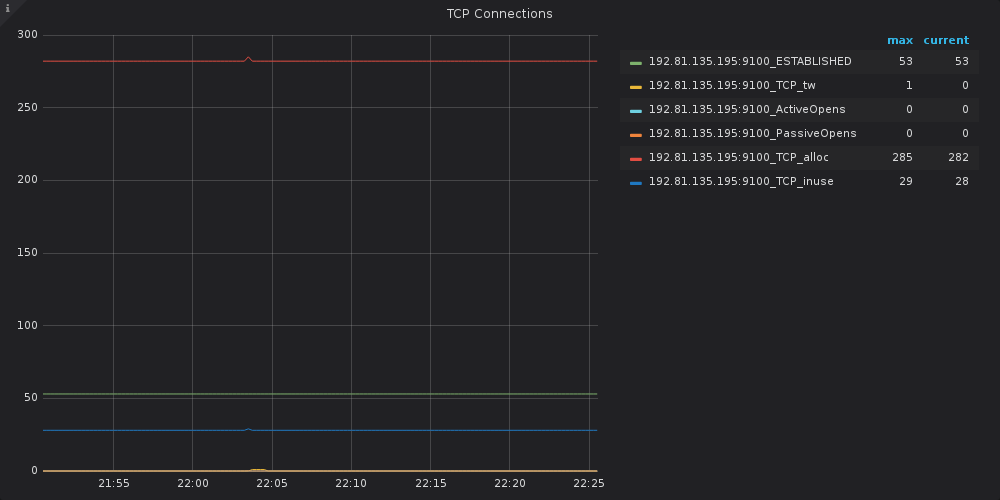 i
TCP Connections
300
250
200
150
100
50
0
21:55 22:00 22:05 22:10 22:15 22:20 22:25
max current
192.81.135.195:9100_ESTABLISHED 53 53
192.81.135.195:9100_TCP_tw 1 0
192.81.135.195:9100_ActiveOpens 0 0
192.81.135.195:9100_PassiveOpens 0 0
192.81.135.195:9100_TCP_alloc 285 282
192.81.135.195:9100_TCP_inuse 29 28